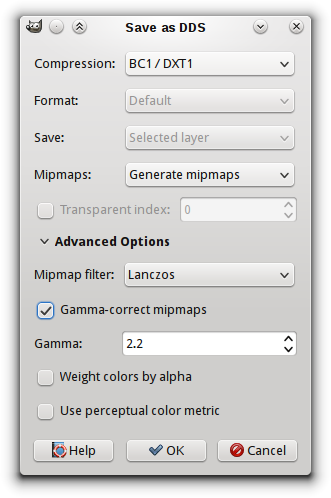 Save as DDS
Compression: BC1 / DXT1
Format: Default
Save: Selected layer
Mipmaps: Generate mipmaps
Transparent index: 0
Advanced Options
Mipmap filter: Lanczos
Gamma-correct mipmaps
Gamma: 2.2
Weight colors by alpha
Use perceptual color metric
Help OK Cancel